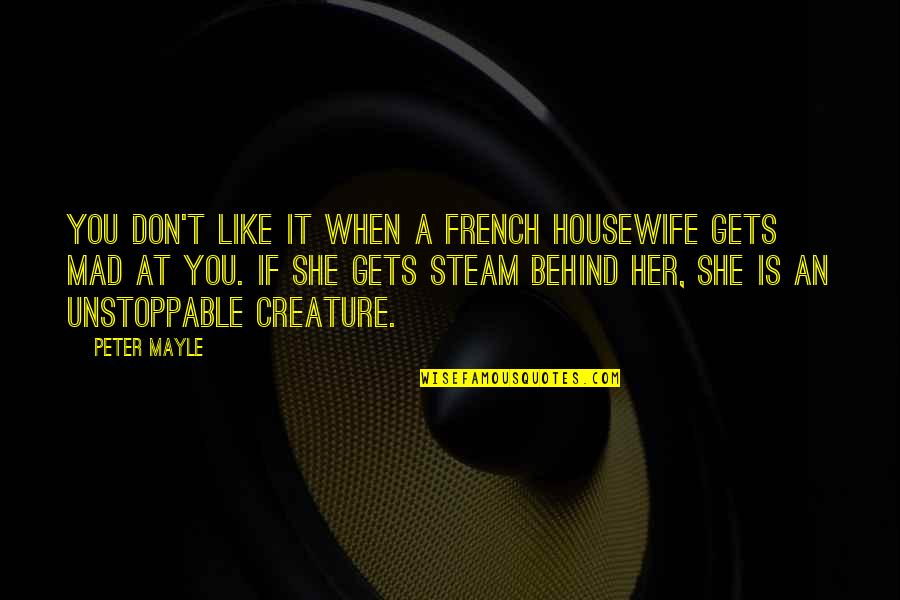 YOU DON'T LIKE IT WHEN A FRENCH HOUSEWIFE GETS
MAD AT YOU. IF SHE GETS STEAM BEHIND HER, SHE IS AN
UNSTOPPABLE CREATURE.
PETER MAYLE
WISEFAMOUSQUOTES.COM